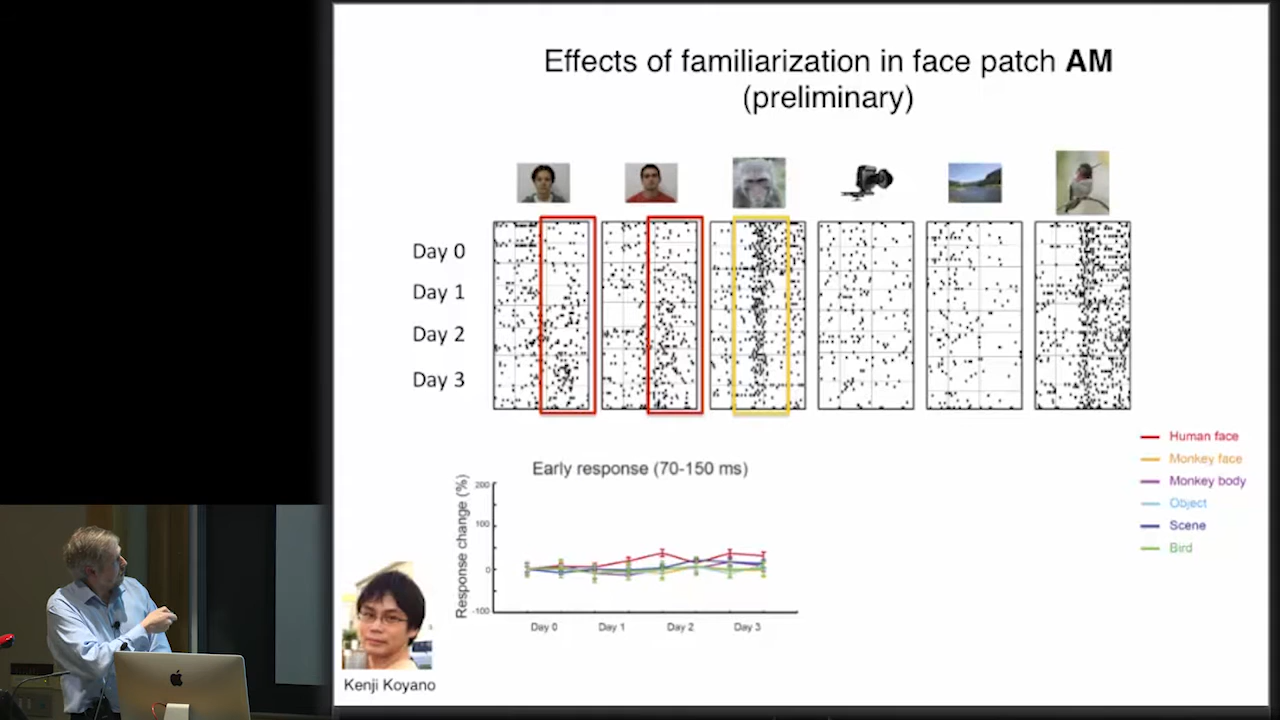 Effects of familiarization in face patch AM
(preliminary)
Day 0
Day 1
Day 2
Day 3
Human face
Monkey face
Monkey body
Object
Scene
Bird
Early response (70-150 ms)
Response change (%)
200
100
0
-100
Day 0
Day 1
Day 2
Day 3
Kenji Koyano